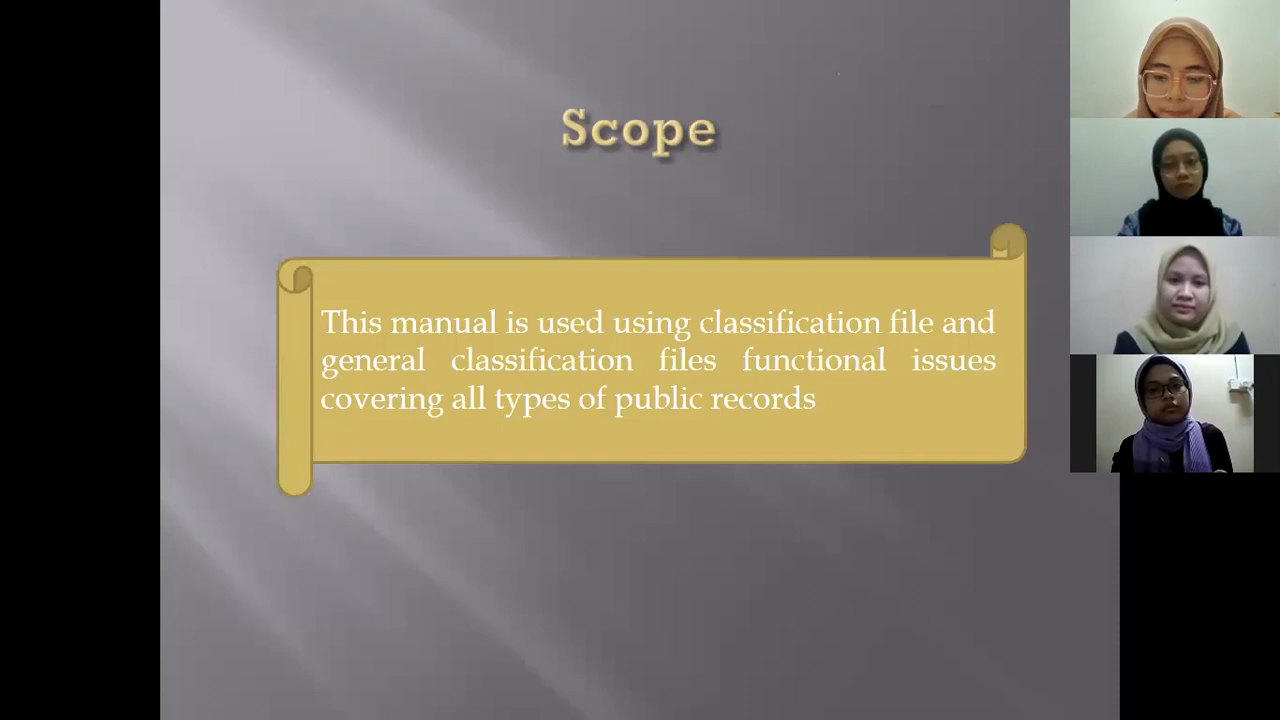 Scope
This manual is used using classification file and
general classification files functional issues
covering all types of public records